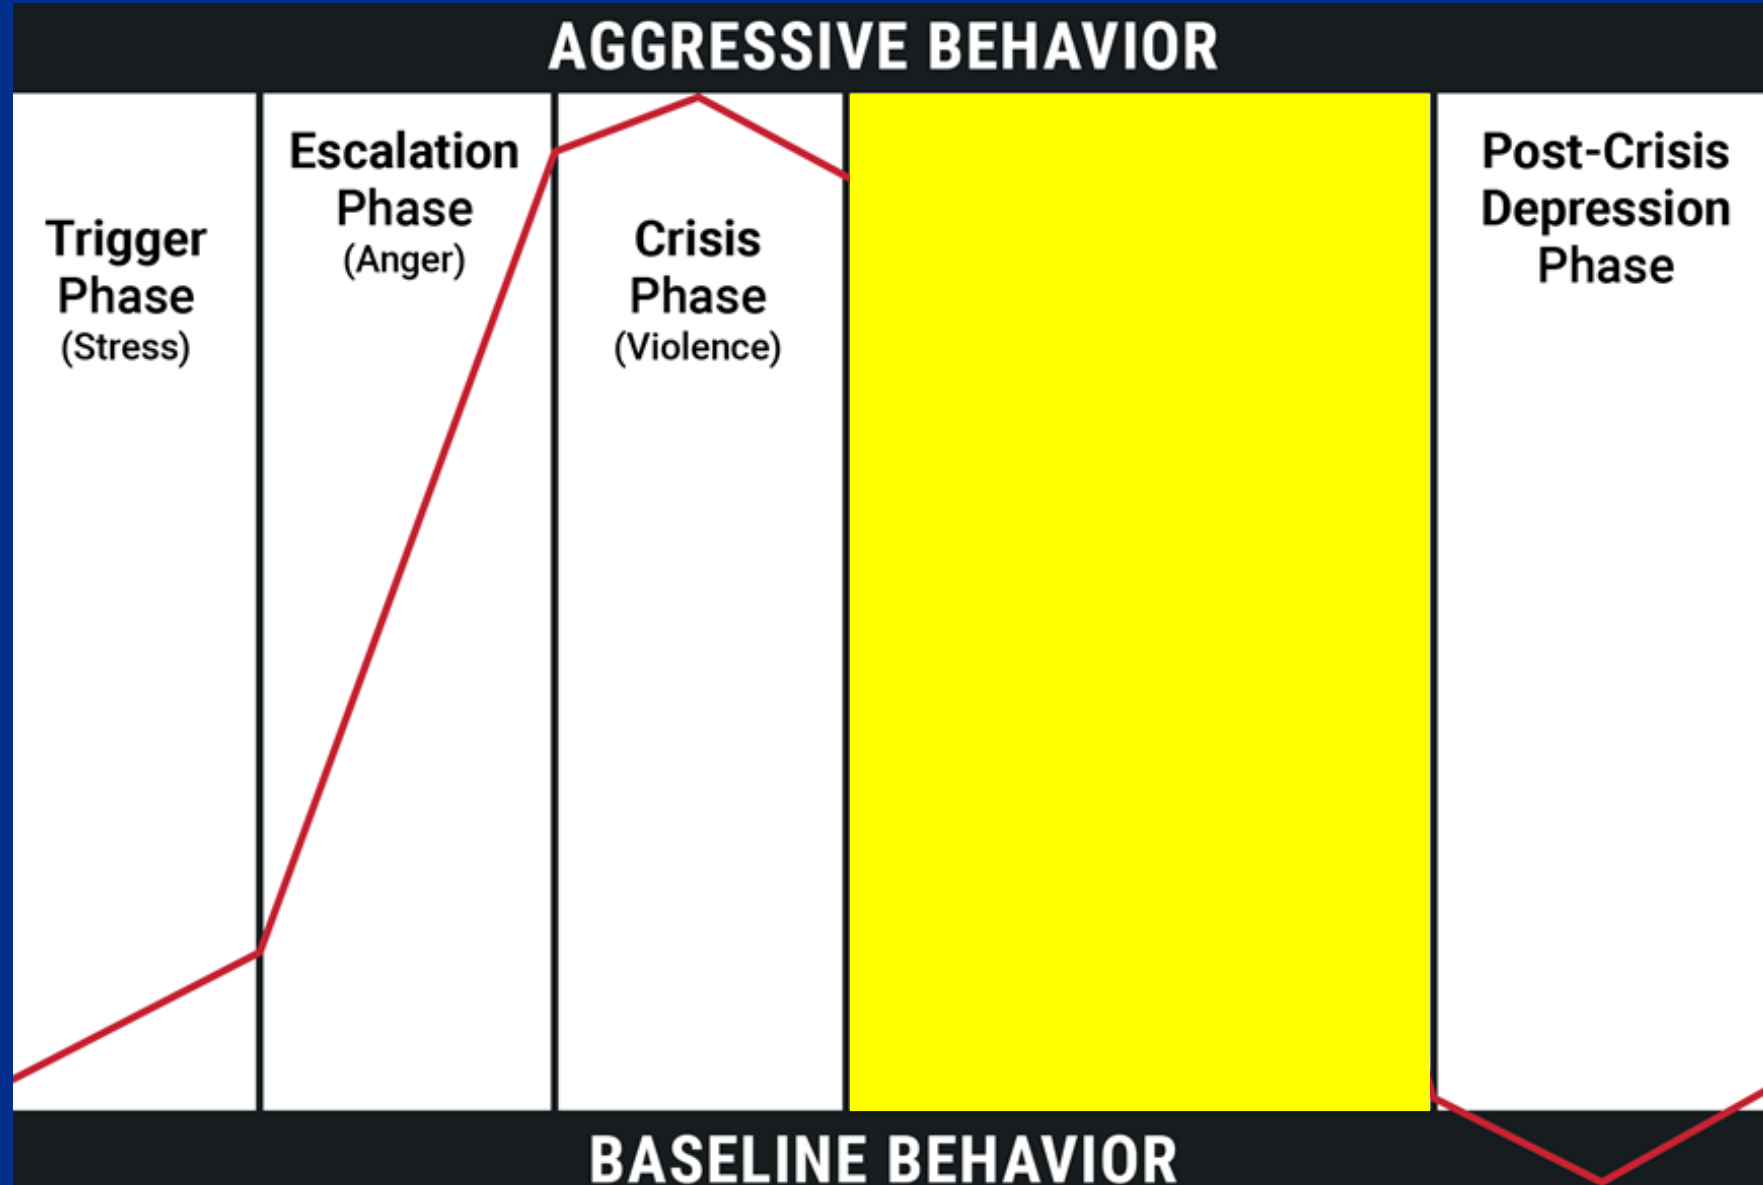 AGGRESSIVE BEHAVIOR
Trigger
Phase
(Stress)
Escalation
Phase
(Anger)
Crisis
Phase
(Violence)
Post-Crisis
Depression
Phase
BASELINE BEHAVIOR